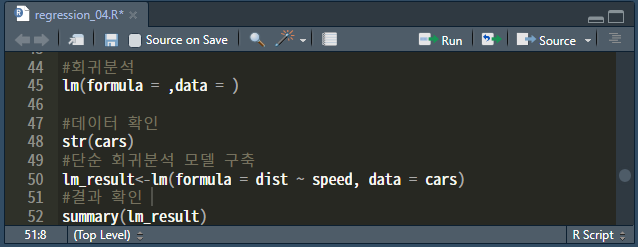 regression_04.R*
Source on Save
Run
Source
44 #회귀분석
45 lm(formula = ,data = )
46
47 #데이터 확인
48 str(cars)
49 #단순 회귀분석 모델 구축
50 lm_result<-lm(formula = dist ~ speed, data = cars)
51 #결과 확인
52 summary(lm_result)
51:8 (Top Level) R Script